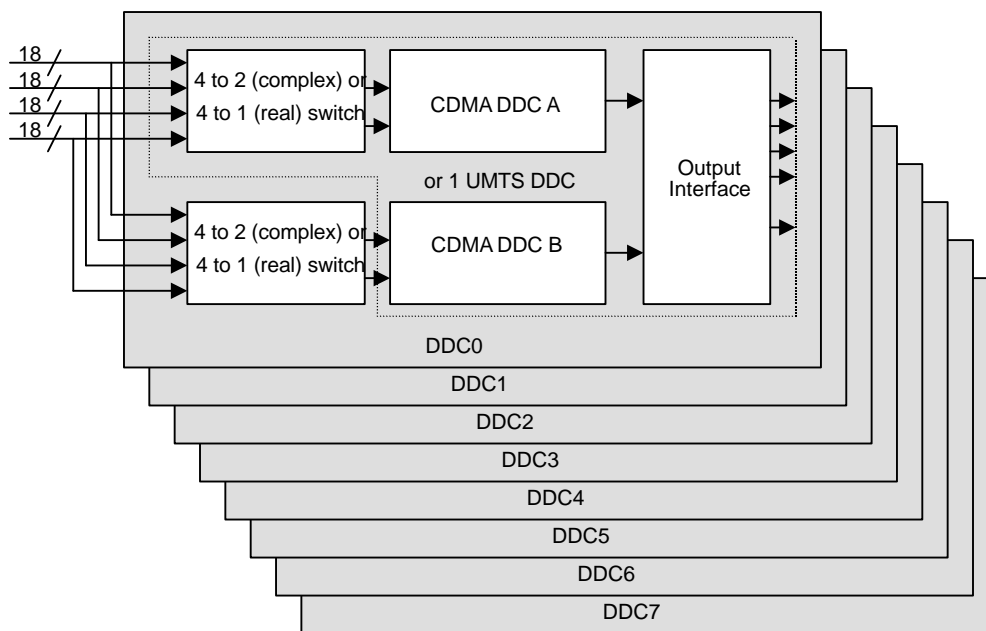 18
18
18
18
4 to 2 (complex) or
4 to 1 (real) switch
CDMA DDC A
Output
Interface
or 1 UMTS DDC
4 to 2 (complex) or
4 to 1 (real) switch
CDMA DDC B
DDC0
DDC1
DDC2
DDC3
DDC4
DDC5
DDC6
DDC7